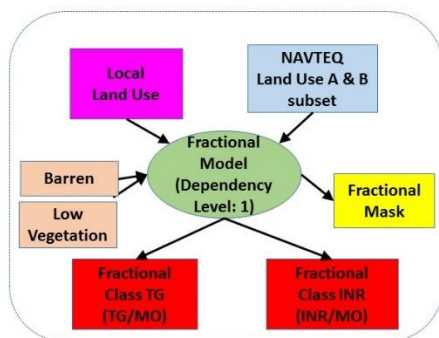 Local
Land Use
NAVTEQ
Land Use A & B
subset
Fractional
Model
(Dependency
Level: 1)
Barren
Low
Vegetation
Fractional
Mask
Fractional
Class TG
(TG/MO)
Fractional
Class INR
(INR/MO)